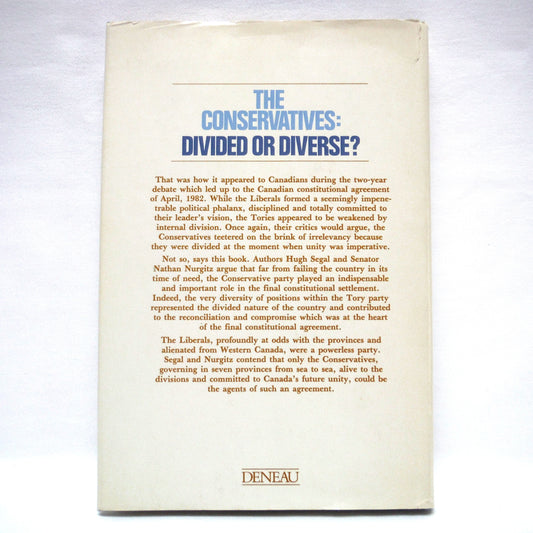 THE
CONSERVATIVES:
DIVIDED OR DIVERSE?
That was how it appeared to Canadians during the two-year
debate which led up to the Canadian constitutional agreement
of April, 1982. While the Liberals formed a seemingly impene-
trable political phalanx, disciplined and totally committed to
their leader's vision, the Tories appeared to be weakened by
internal division. Once again, their critics would argue, the
Conservatives teetered on the brink of irrelevancy because
they were divided at the moment when unity was imperative.
Not so, says this book. Authors Hugh Segal and Senator
Nathan Nurgitz argue that far from failing the country in its
time of need, the Conservative party played an indispensable
and important role in the final constitutional settlement.
Indeed, the very diversity of positions within the Tory party
represented the divided nature of the country and contributed
to the reconciliation and compromise which was at the heart
of the final constitutional agreement.
The Liberals, profoundly at odds with the provinces and
alienated from Western Canada, were a powerless party.
Segal and Nurgitz contend that only the Conservatives,
governing in seven provinces from sea to sea, alive to the
divisions and committed to Canada's future unity, could be
the agents of such an agreement.
DENEAU